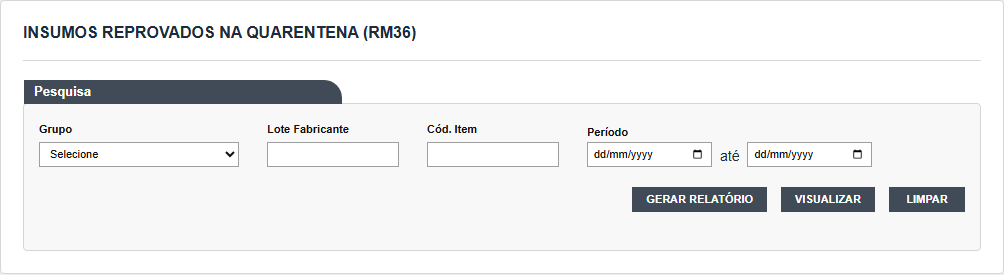 INSUMOS REPROVADOS NA QUARENTENA (RM36)
Pesquisa
Grupo Lote Fabricante Cód. Item Período
Selecione dd/mm/yyyy até dd/mm/yyyy
GERAR RELATÓRIO VISUALIZAR LIMPAR